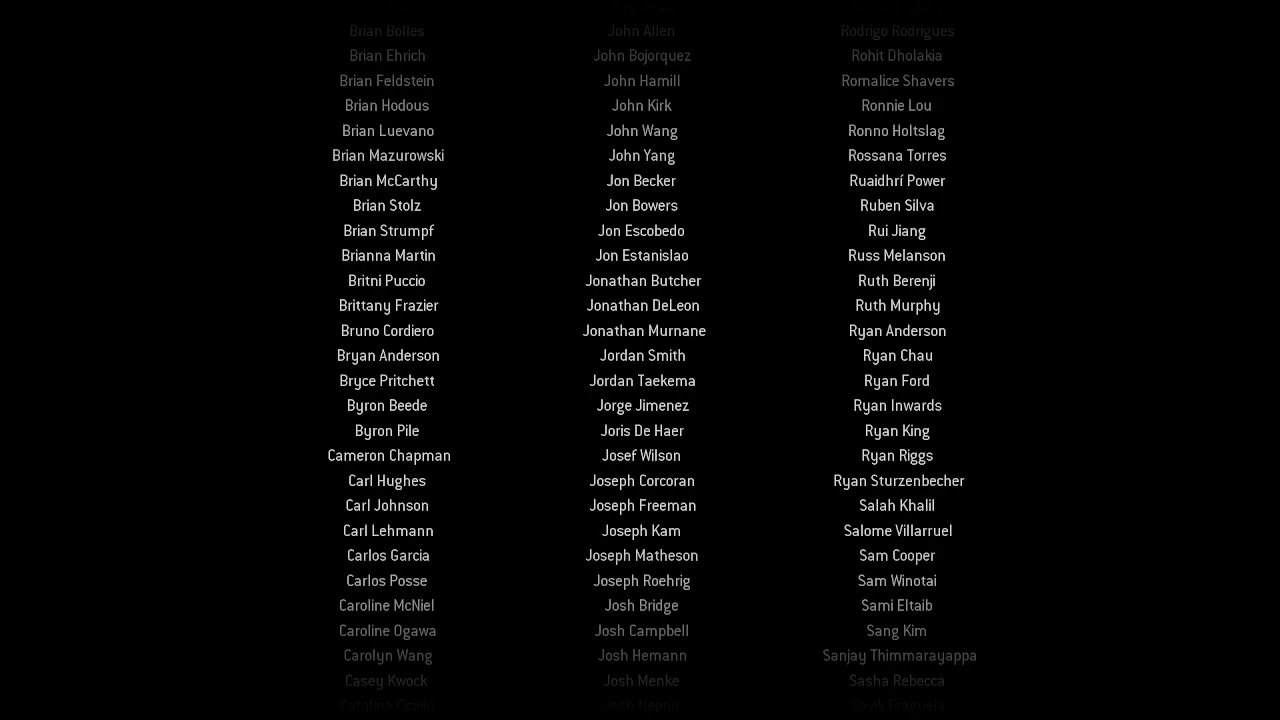 Brian Bolles
Brian Ehrich
Brian Feldstein
Brian Hodous
Brian Luevano
Brian Mazurowski
Brian McCarthy
Brian Stolz
Brian Strumpf
Brianna Martin
Britni Puccio
Brittany Frazier
Bruno Cordiero
Bryan Anderson
Bryce Pritchett
Byron Beede
Byron Pile
Cameron Chapman
Carl Hughes
Carl Johnson
Carl Lehmann
Carlos Garcia
Carlos Posse
Caroline McNiel
Caroline Ogawa
Carolyn Wang
Casey Kwock
John Allen
John Bojorquez
John Hamill
John Kirk
John Wang
John Yang
Jon Becker
Jon Bowers
Jon Escobedo
Jon Estanislao
Jonathan Butcher
Jonathan DeLeon
Jonathan Murnane
Jordan Smith
Jordan Taekema
Jorge Jimenez
Joris De Haer
Josef Wilson
Joseph Corcoran
Joseph Freeman
Joseph Kam
Joseph Matheson
Joseph Roehrig
Josh Bridge
Josh Campbell
Josh Hemann
Josh Menke
Josh
Rodrigo Rodrigues
Rohit Dholakia
Romalice Shavers
Ronnie Lou
Ronno Holtslag
Rossana Torres
Ruaidhrí Power
Ruben Silva
Rui Jiang
Russ Melanson
Ruth Berenji
Ruth Murphy
Ryan Anderson
Ryan Chau
Ryan Ford
Ryan Inwards
Ryan King
Ryan Riggs
Ryan Sturzenbecher
Salah Khalil
Salome Villarruel
Sam Cooper
Sam Winotai
Sami Eltaib
Sang Kim
Sanjay Thimmarayappa
Sasha Rebecca